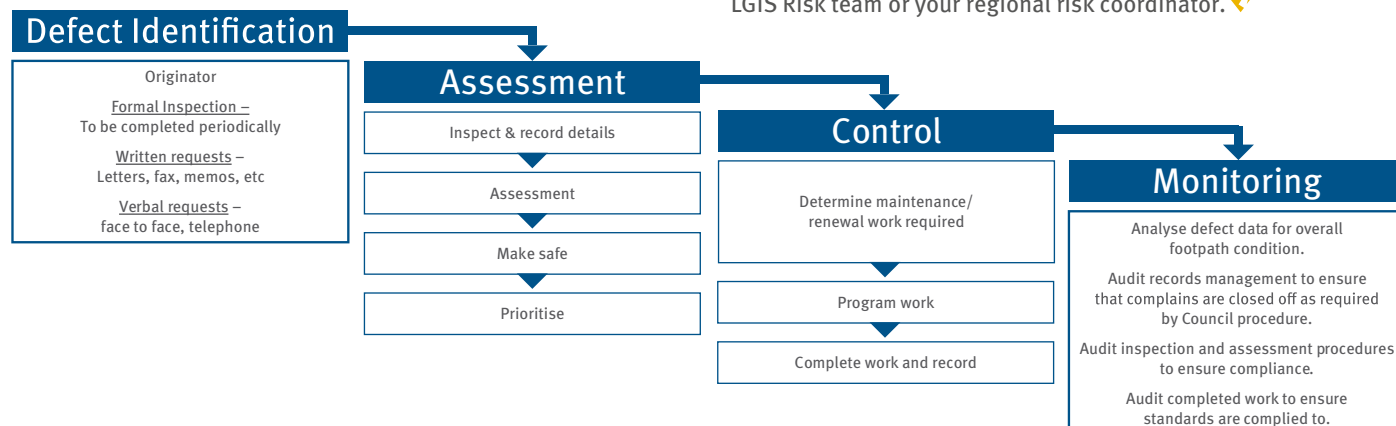 LGIS Risk team or your regional risk coordinator.
Defect Identification
Originator
Formal Inspection –
To be completed periodically
Written requests –
Letters, fax, memos, etc
Verbal requests –
face to face, telephone
Assessment
Inspect & record details
Assessment
Make safe
Prioritise
Control
Determine maintenance/
renewal work required
Program work
Complete work and record
Monitoring
Analyse defect data for overall
footpath condition.
Audit records management to ensure
that complains are closed off as required
by Council procedure.
Audit inspection and assessment procedures
to ensure compliance.
Audit completed work to ensure
standards are complied to.